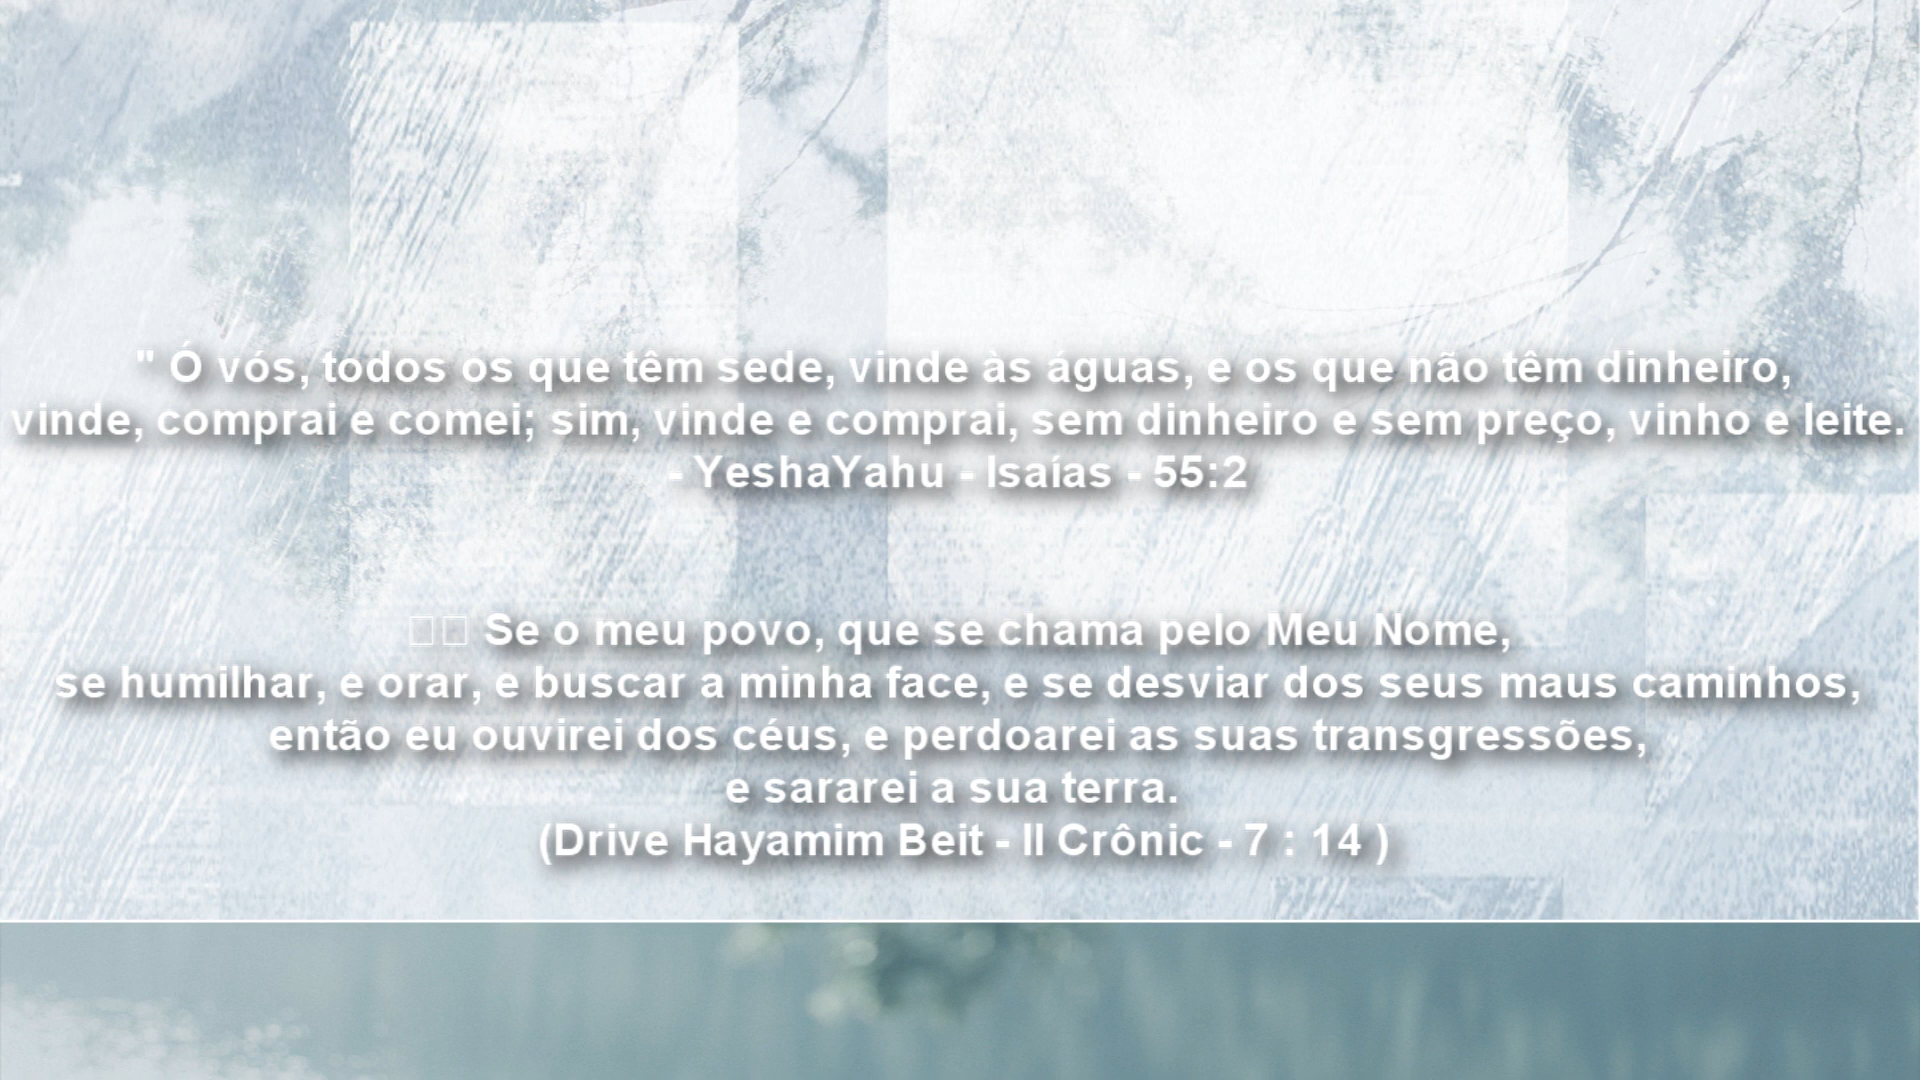 " Ó vós, todos os que têm sede, vinde às águas, e os que não têm dinheiro,
vinde, comprai e comei; sim, vinde e comprai, sem dinheiro e sem preço, vinho e leite.
- YeshaYahu - Isaías - 55:2
Se o meu povo, que se chama pelo Meu Nome,
se humilhar, e orar, e buscar a minha face, e se desviar dos seus maus caminhos,
então eu ouvirei dos céus, e perdoarei as suas transgressões,
e sararei a sua terra.
(Drive Hayamim Beit - II Crônic - 7 : 14 )